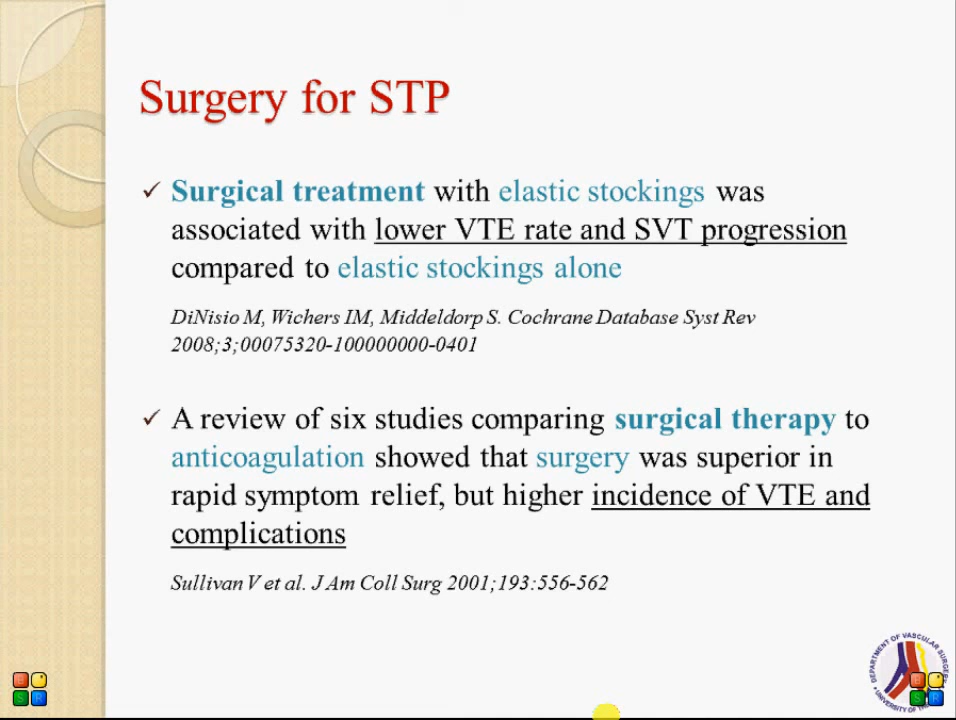 Surgery for STP
✓ Surgical treatment with elastic stockings was
associated with lower VTE rate and SVT progression
compared to elastic stockings alone
DiNisio M, Wichers IM, Middeldorp S. Cochrane Database Syst Rev
2008;3;00075320-100000000-0401
✓ A review of six studies comparing surgical therapy to
anticoagulation showed that surgery was superior in
rapid symptom relief, but higher incidence of VTE and
complications
Sullivan V et al. J Am Coll Surg 2001;193:556-562
DEPARTMENT OF VASCULAR SURGERY
UNIVERSITY OF